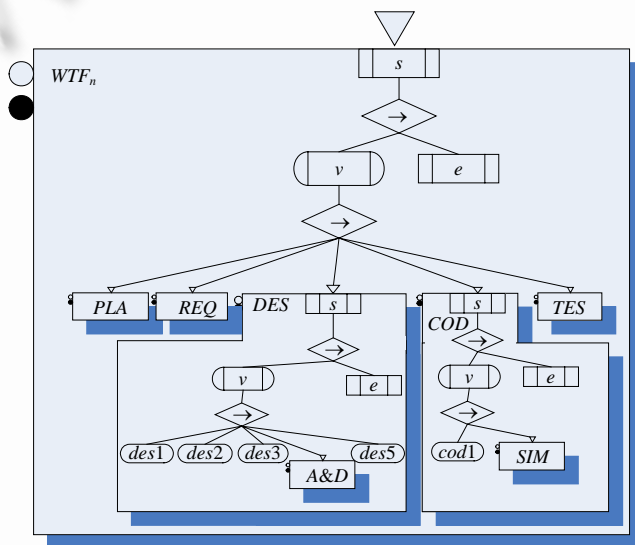 s
WTFn
→
v
e
→
PLA
REQ
DES
s
s
TES
COD
→
→
v
e
v
e
→
→
des1
des2
des3
des5
cod1
SIM
A&D